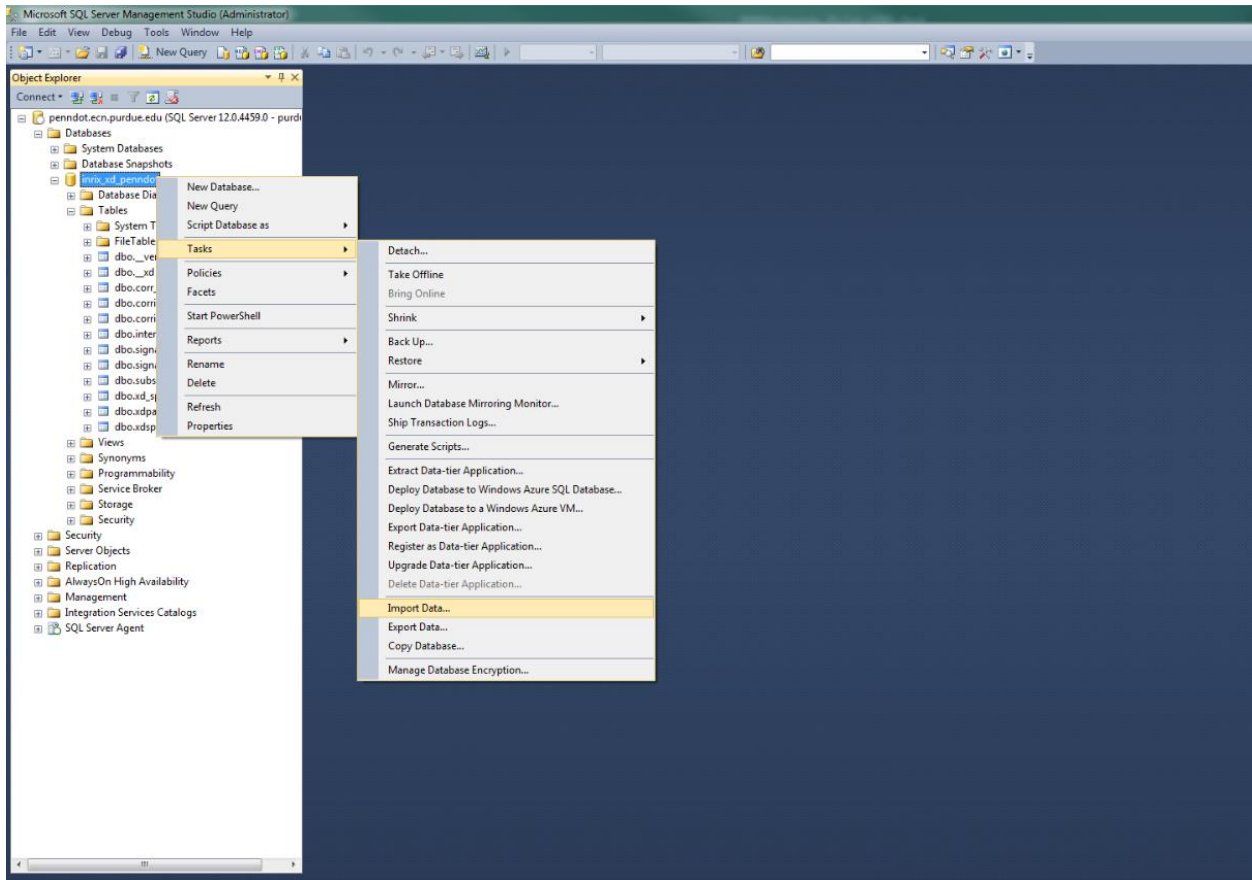 Microsoft SQL Server Management Studio (Administrator)
File Edit View Debug Tools Window Help
New Query
Object Explorer
Connect
penndot.ecn.purdue.edu (SQL Server 12.0.4459.0 - purd
Databases
System Databases
Database Snapshots
inrix_xd_penndo
Database Dia
Tables
System T
FileTable
dbo.__ve
dbo.__xd
dbo.corr_
dbo.corri
dbo.corri
dbo.inter
dbo.signa
dbo.signa
dbo.subs
dbo.xd_s
dbo.xdpa
dbo.xdsp
Views
Synonyms
Programmability
Service Broker
Storage
Security
Security
Server Objects
Replication
AlwaysOn High Availability
Management
Integration Services Catalogs
SQL Server Agent
New Database...
New Query
Script Database as
Tasks
Policies
Facets
Start PowerShell
Reports
Rename
Delete
Refresh
Properties
Detach...
Take Offline
Bring Online
Shrink
Back Up...
Restore
Mirror...
Launch Database Mirroring Monitor...
Ship Transaction Logs...
Generate Scripts...
Extract Data-tier Application...
Deploy Database to Windows Azure SQL Database...
Deploy Database to a Windows Azure VM...
Export Data-tier Application...
Register as Data-tier Application...
Upgrade Data-tier Application...
Delete Data-tier Application...
Import Data...
Export Data...
Copy Database...
Manage Database Encryption...